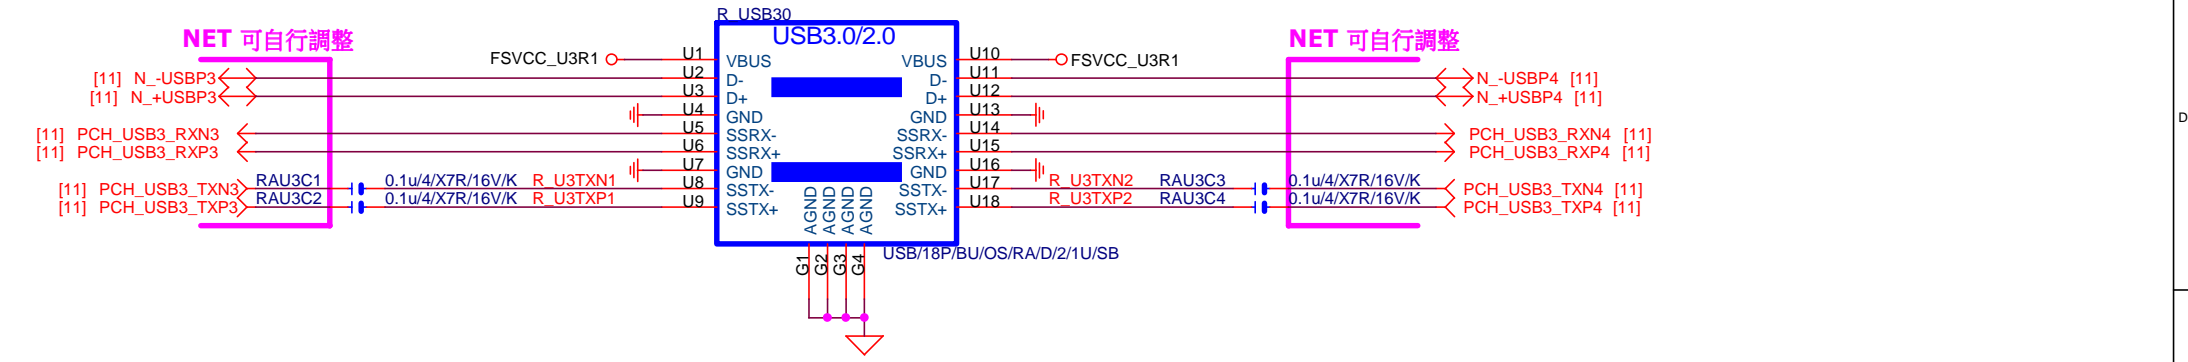 R_USB30
NET 可自行調整
USB3.0/2.0
NET 可自行調整
FSVCC_U3R1 U1 VBUS VBUS U10 FSVCC_U3R1
[11] N_-USBP3 U2 D- D- U11 N_-USBP4 [11]
[11] N_+USBP3 U3 D+ D+ U12 N_+USBP4 [11]
U4 GND GND U13
[11] PCH_USB3_RXN3 U5 SSRX- SSRX- U14 PCH_USB3_RXN4 [11]
[11] PCH_USB3_RXP3 U6 SSRX+ SSRX+ U15 PCH_USB3_RXP4 [11]
U7 GND GND U16
[11] PCH_USB3_TXN3 RAU3C1 0.1u/4/X7R/16V/K R_U3TXN1 U8 SSTX- SSTX- U17 R_U3TXN2 RAU3C3 0.1u/4/X7R/16V/K PCH_USB3_TXN4 [11]
[11] PCH_USB3_TXP3 RAU3C2 0.1u/4/X7R/16V/K R_U3TXP1 U9 SSTX+ SSTX+ U18 R_U3TXP2 RAU3C4 0.1u/4/X7R/16V/K PCH_USB3_TXP4 [11]
AGND AGND AGND AGND
USB/18P/BU/OS/RA/D/2/1U/SB
G1 G2 G3 G4
D